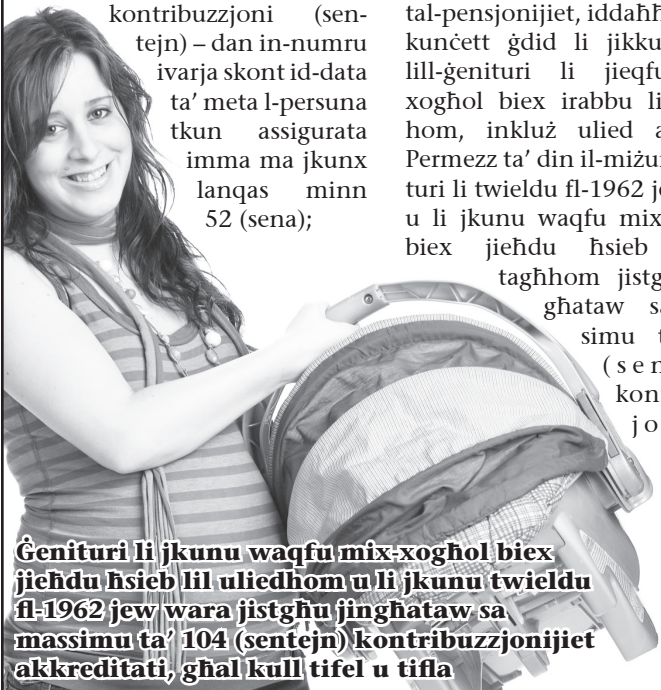 kontribuzzjoni (sen-
tejn) – dan in-numru
ivarja skont id-data
ta’ meta l-persuna
tkun assigurata
imma ma jkunx
lanqas minn
52 (sena);
tal-pensjonijiet, iddaħħ
kunċett ġdid li jikku
lill-ġenituri li jieqfu
xogħol biex irabbu li
hom, inkluż ulied a
Permezz ta’ din il-miżu
turi li twieldu fl-1962 je
u li jkunu waqfu mix
biex jieħdu ħsieb
tagħhom jistg
għataw sa
simu t
(sen
kont
jo
Ġenituri li jkunu waqfu mix-xogħol biex
jieħdu ħsieb lil uliedhom u li jkunu twieldu
fl-1962 jew wara jistgħu jingħataw sa
massimu ta’ 104 (sentejn) kontribuzzjonijiet
akkreditati, għal kull tifel u tifla